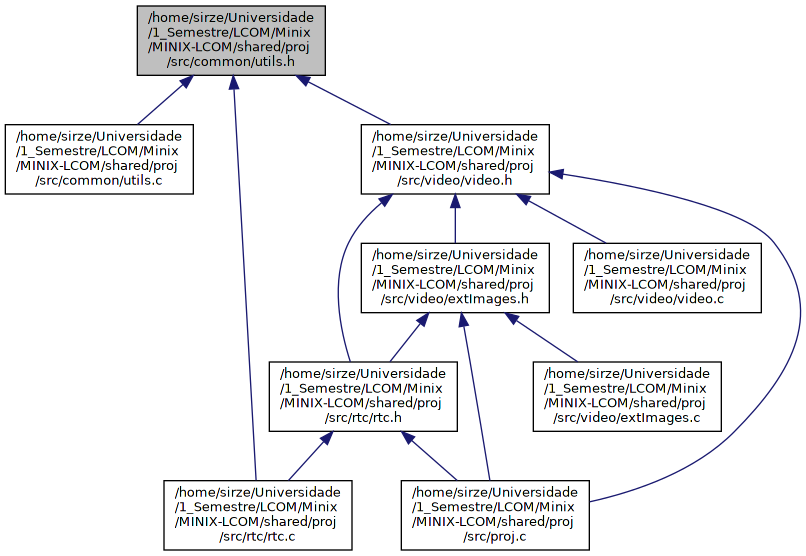 /home/sirze/Universidade
/1_Semestre/LCOM/Minix
/MINIX-LCOM/shared/proj
/src/common/utils.h
/home/sirze/Universidade
/1_Semestre/LCOM/Minix
/MINIX-LCOM/shared/proj
/src/common/utils.c
/home/sirze/Universidade
/1_Semestre/LCOM/Minix
/MINIX-LCOM/shared/proj
/src/video/video.h
/home/sirze/Universidade
/1_Semestre/LCOM/Minix
/MINIX-LCOM/shared/proj
/src/video/extImages.h
/home/sirze/Universidade
/1_Semestre/LCOM/Minix
/MINIX-LCOM/shared/proj
/src/video/video.c
/home/sirze/Universidade
/1_Semestre/LCOM/Minix
/MINIX-LCOM/shared/proj
/src/rtc/rtc.h
/home/sirze/Universidade
/1_Semestre/LCOM/Minix
/MINIX-LCOM/shared/proj
/src/video/extImages.c
/home/sirze/Universidade
/1_Semestre/LCOM/Minix
/MINIX-LCOM/shared/proj
/src/rtc/rtc.c
/home/sirze/Universidade
/1_Semestre/LCOM/Minix
/MINIX-LCOM/shared/proj
/src/proj.c